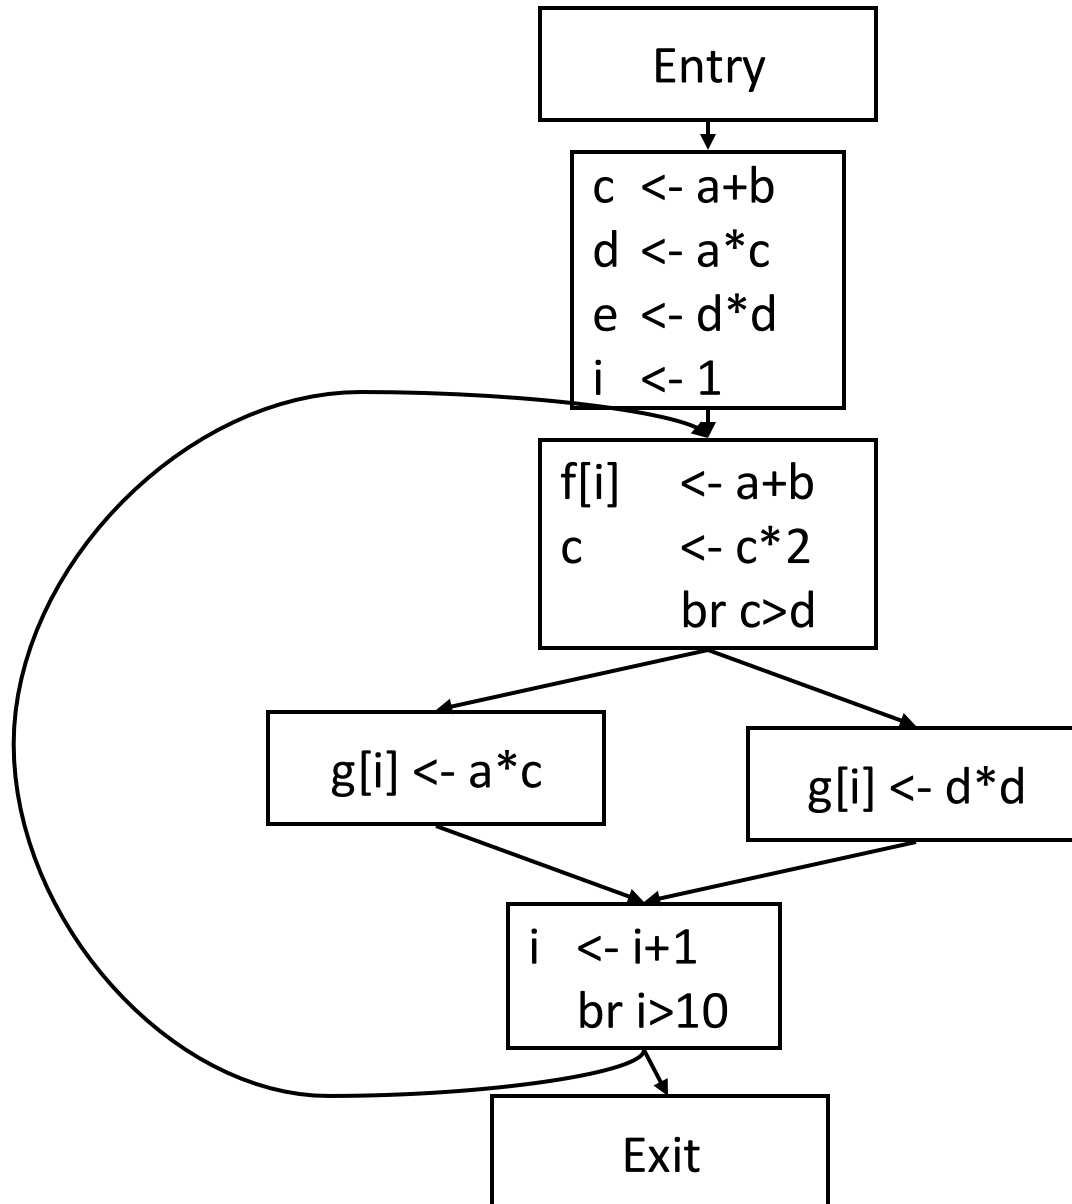 Entry
c <- a+b
d <- a*c
e <- d*d
i <- 1
f[i] <- a+b
c <- c*2
br c>d
g[i] <- a*c
g[i] <- d*d
i <- i+1
br i>10
Exit